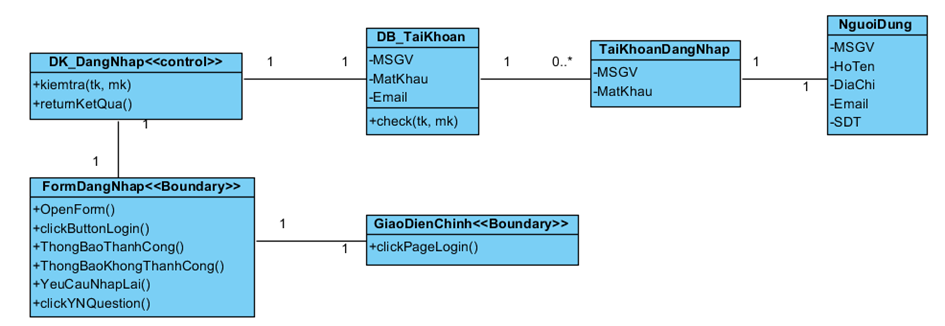 DK_DangNhap<<control>>
+kiemtra(tk, mk)
+returnKetQua()
1
1
DB_TaiKhoan
-MSGV
-MatKhau
-Email
+check(tk, mk)
1
0..*
TaiKhoanDangNhap
-MSGV
-MatKhau
1
1
NguoiDung
-MSGV
-HoTen
-DiaChi
-Email
-SDT
1
1
FormDangNhap<<Boundary>>
+OpenForm()
+clickButtonLogin()
+ThongBaoThanhCong()
+ThongBaoKhongThanhCong()
+YeuCauNhapLai()
+clickYNQuestion()
1
1
GiaoDienChinh<<Boundary>>
+clickPageLogin()